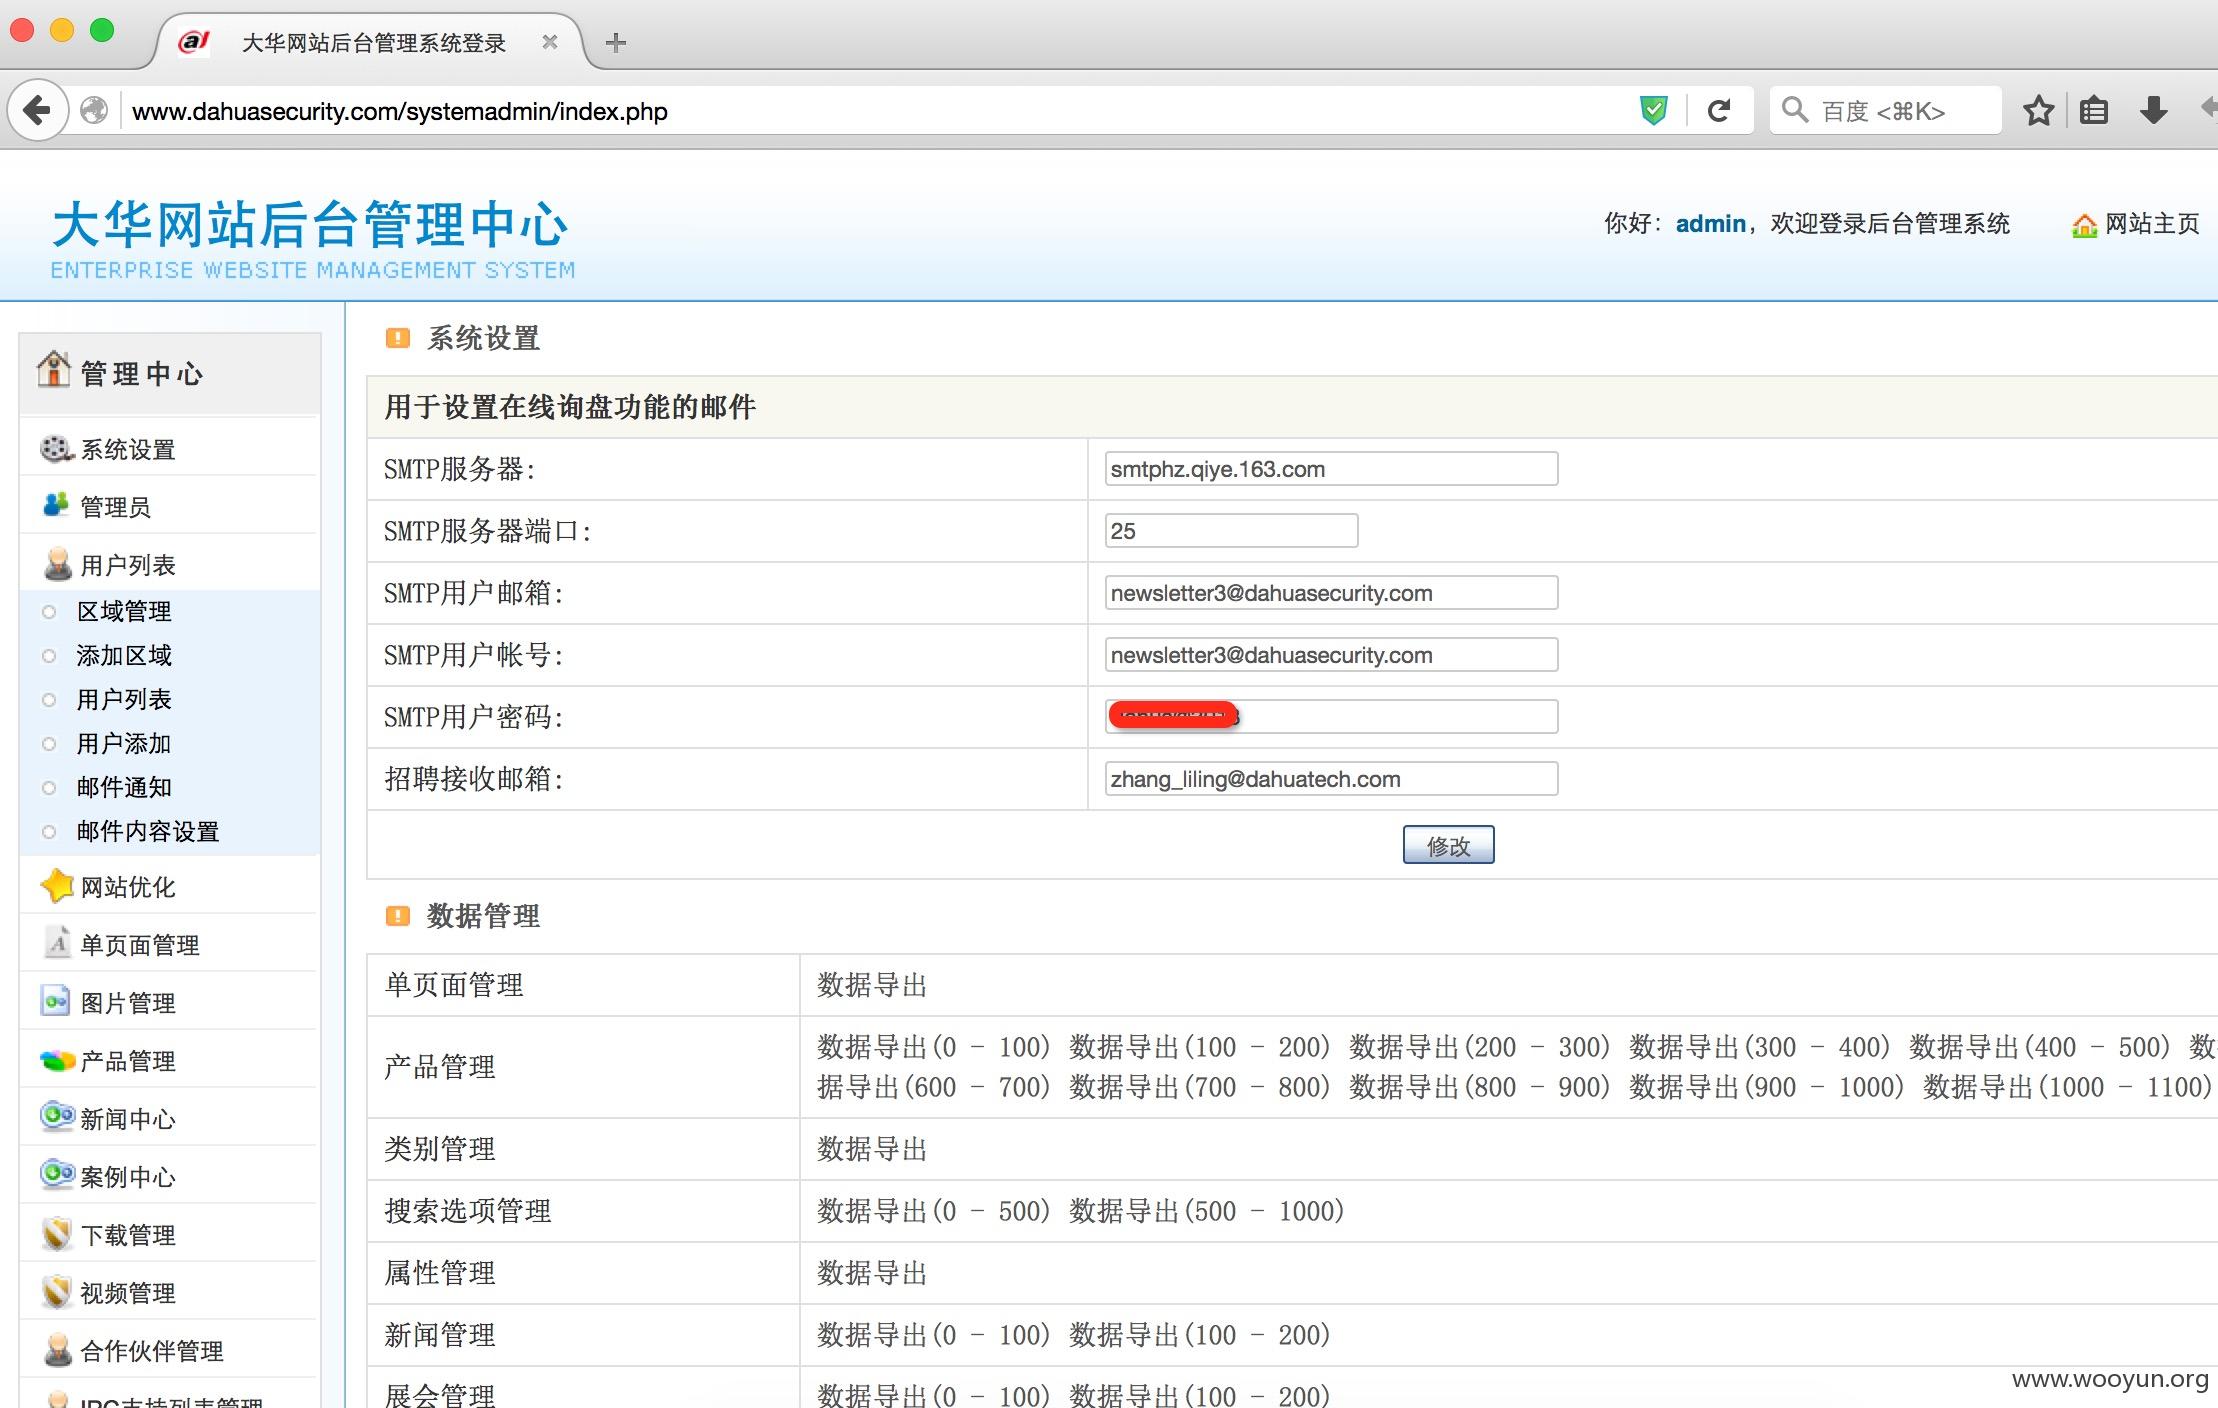 大华网站后台管理系统登录
www.dahuasecurity.com/systemadmin/index.php
百度 <⌘K>
大华网站后台管理中心
ENTERPRISE WEBSITE MANAGEMENT SYSTEM
你好：admin，欢迎登录后台管理系统
网站主页
管理中心
系统设置
管理员
用户列表
区域管理
添加区域
用户列表
用户添加
邮件通知
邮件内容设置
网站优化
单页面管理
图片管理
产品管理
新闻中心
案例中心
下载管理
视频管理
合作伙伴管理
IPC支持列表管理
系统设置
用于设置在线询盘功能的邮件
SMTP服务器: smtphz.qiye.163.com
SMTP服务器端口: 25
SMTP用户邮箱: newsletter3@dahuasecurity.com
SMTP用户帐号: newsletter3@dahuasecurity.com
SMTP用户密码:
招聘接收邮箱: zhang_liling@dahuatech.com
修改
数据管理
单页面管理 数据导出
产品管理 数据导出(0 - 100) 数据导出(100 - 200) 数据导出(200 - 300) 数据导出(300 - 400) 数据导出(400 - 500) 数
据导出(600 - 700) 数据导出(700 - 800) 数据导出(800 - 900) 数据导出(900 - 1000) 数据导出(1000 - 1100)
类别管理 数据导出
搜索选项管理 数据导出(0 - 500) 数据导出(500 - 1000)
属性管理 数据导出
新闻管理 数据导出(0 - 100) 数据导出(100 - 200)
展会管理 数据导出(0 - 100) 数据导出(100 - 200)
www.wooyun.org